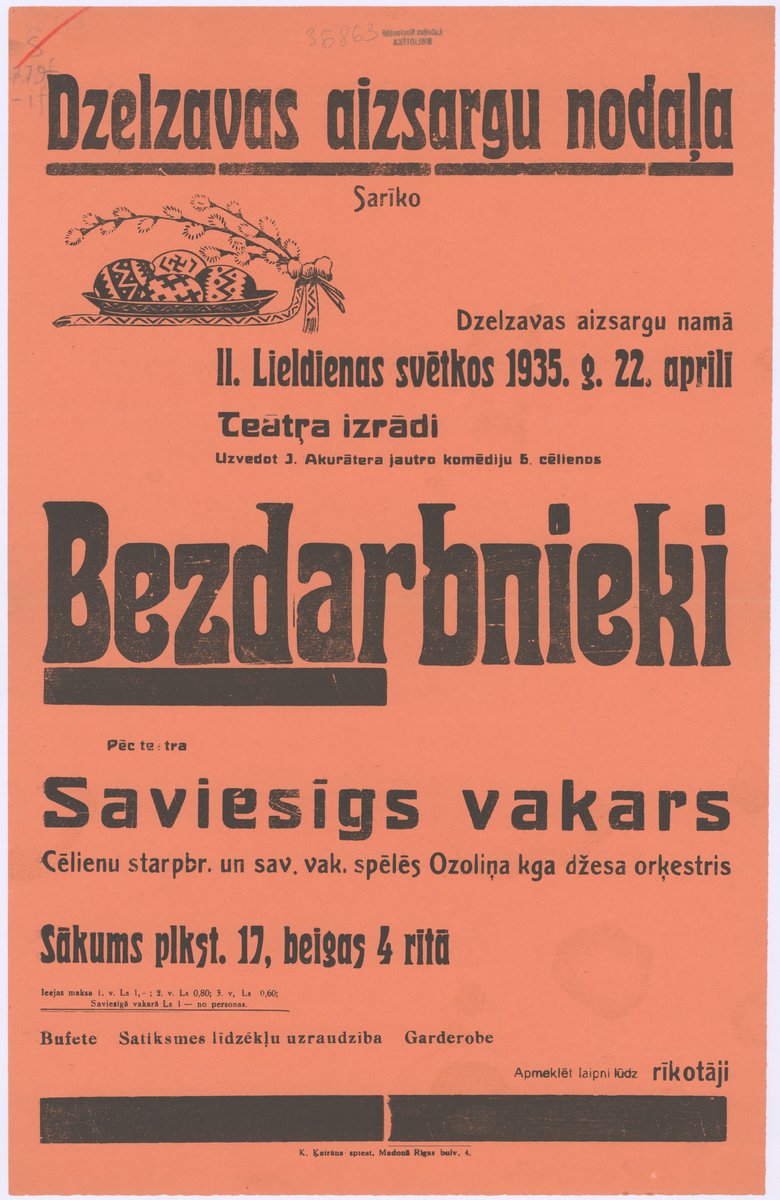 36863
Dzelzavas aizsargu nodaļa
Sarīko
Dzelzavas aizsargu namā
II. Lieldienas svētkos 1935. g. 22. aprilī
Teātŗa izrādi
Uzvedot J. Akurātera jautro komēdiju 5. cēlienos
Bezdarbnieki
Pēc te tra
Saviesīgs vakars
Cēlienu starpbr. un sav. vak. spēlēs Ozoliņa kga džesa orķestris
Sākums plkst. 17, beigas 4 rītā
Ieejas maksa 1. v. Ls 1,- ; 2. v. Ls 0,80; 3. v, Ls 0,60;
Saviesīgā vakarā Ls 1 — no personas.
Bufete Satiksmes līdzēkļu uzraudzība Garderobe
Apmeklēt laipni lūdz rīkotāji
K. Ķeirāna spiest, Madonā Rīgas bulv. 4.